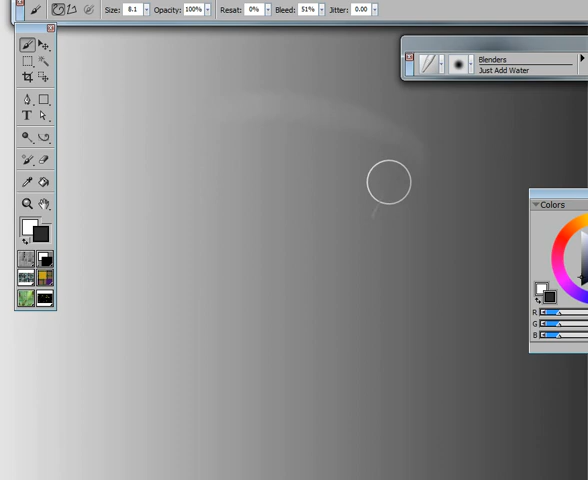 Size: 8.1 Opacity: 100% Resat: 0% Bleed: 51% Jitter: 0.00
Blenders
Just Add Water
T
Colors
R
G
B